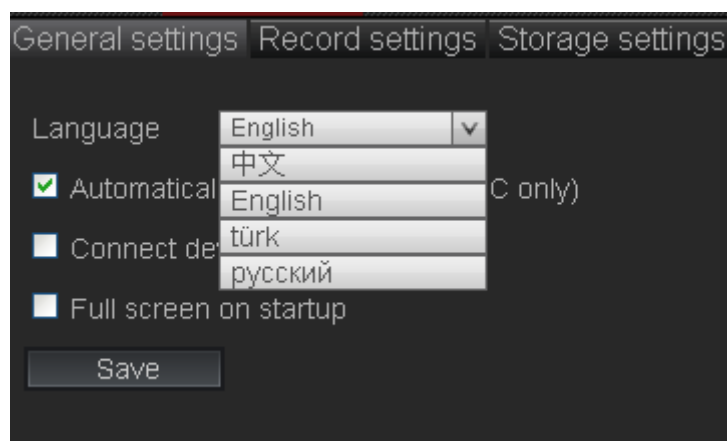 General settings Record settings Storage settings
Language English
中文
Automatical C only)
English
Connect de
türk
русский
Full screen on startup
Save